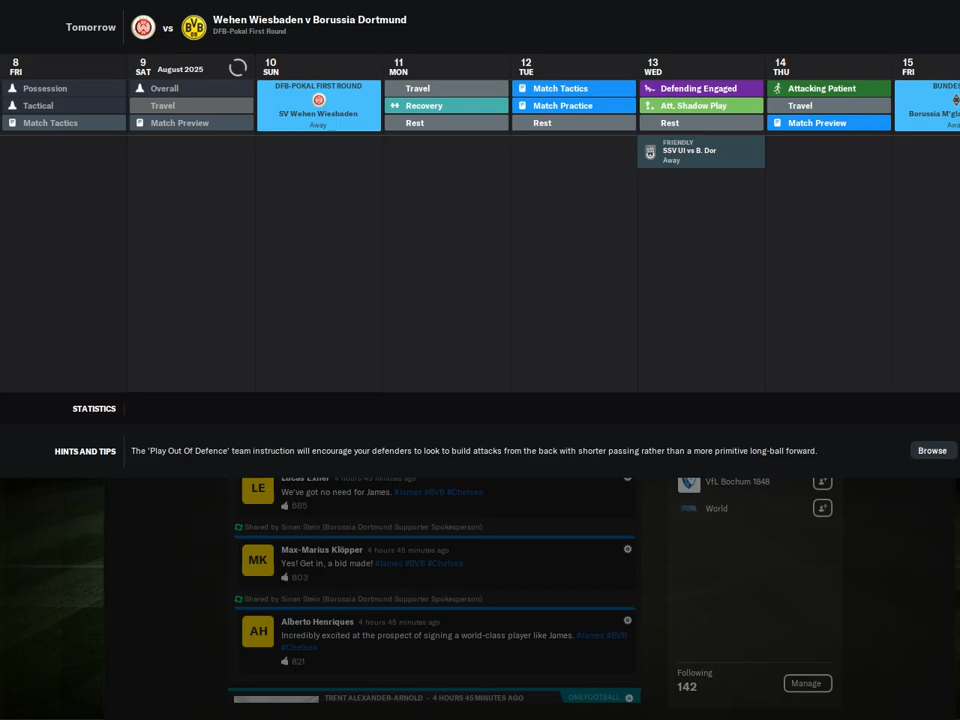 Tomorrow
vs
Wehen Wiesbaden v Borussia Dortmund
DFB-Pokal First Round
8
FRI
9
SAT August 2025
10
SUN
11
MON
12
TUE
13
WED
14
THU
15
FRI
Possession
Tactical
Match Tactics
Overall
Travel
Match Preview
DFB-POKAL FIRST ROUND
SV Wehen Wiesbaden
Away
Travel
Recovery
Rest
Match Tactics
Match Practice
Rest
Defending Engaged
Att. Shadow Play
Rest
FRIENDLY
SSV Ul vs B. Dor
Away
Attacking Patient
Travel
Match Preview
BUNDES
Borussia M'gla
Awa
STATISTICS
HINTS AND TIPS
The 'Play Out Of Defence' team instruction will encourage your defenders to look to build attacks from the back with shorter passing rather than a more primitive long-ball forward.
Browse
LE
Lucas Exner 4 hours 45 minutes ago
We've got no need for James. #James #BVB #Chelsea
685
Shared by Sinan Stein (Borussia Dortmund Supporter Spokesperson)
MK
Max-Marius Klöpper 4 hours 45 minutes ago
Yes! Get in, a bid made! #James #BVB #Chelsea
803
Shared by Sinan Stein (Borussia Dortmund Supporter Spokesperson)
AH
Alberto Henriques 4 hours 45 minutes ago
Incredibly excited at the prospect of signing a world-class player like James. #James #BVB
#Chelsea
821
TRENT ALEXANDER-ARNOLD - 4 HOURS 45 MINUTES AGO
ONEFOOTBALL
VfL Bochum 1848
World
Following
142
Manage